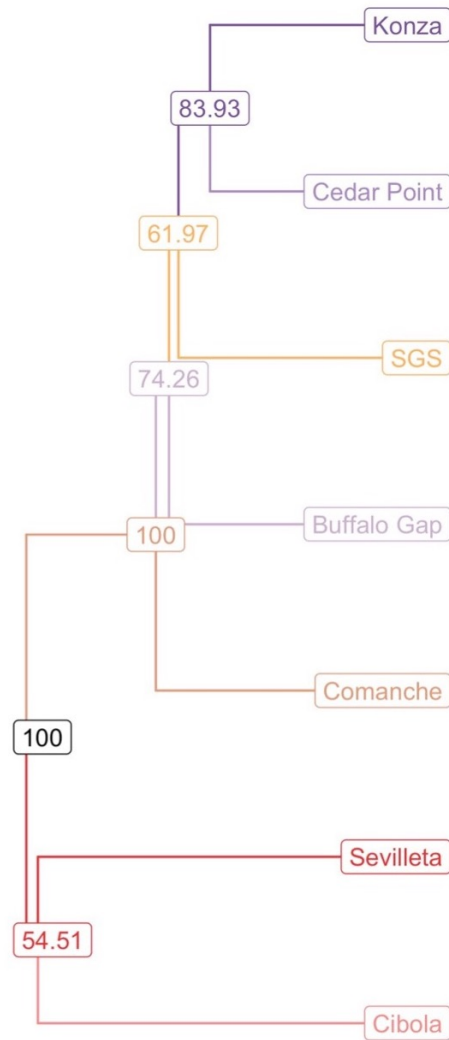 Konza
83.93
Cedar Point
61.97
SGS
74.26
Buffalo Gap
100
Comanche
100
Sevilleta
54.51
Cibola